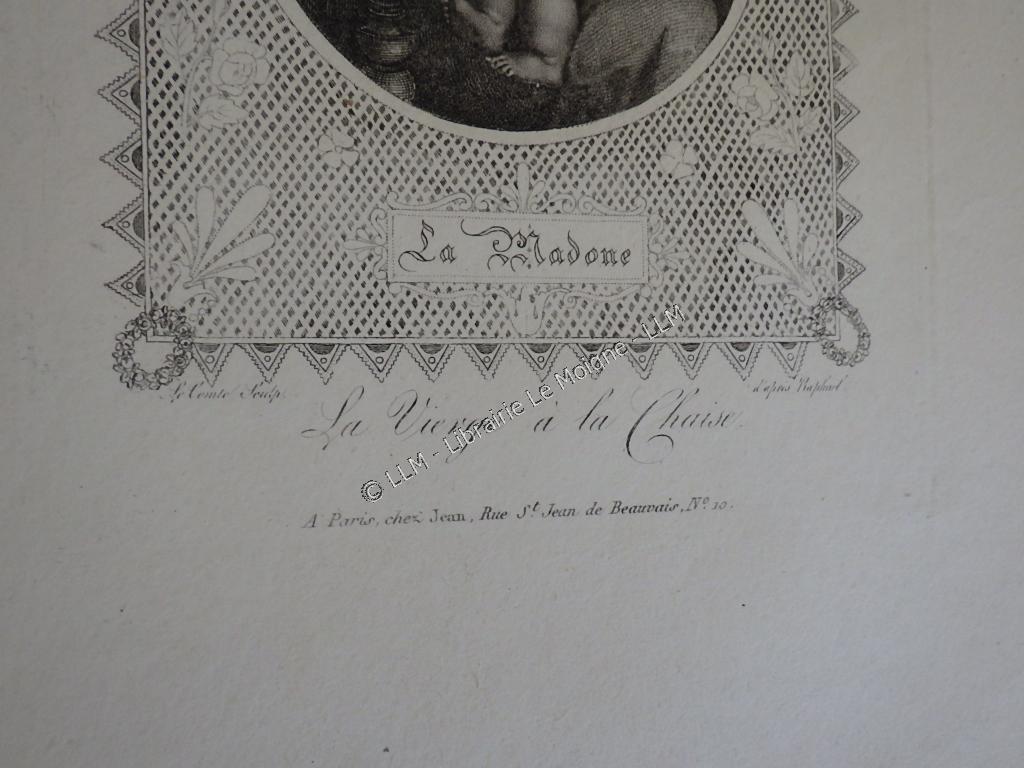 La Madone
Le Comte Sculp.
d'après Raphael.
La Vierge à la Chaise.
© LLM - Librairie Le Moigne - LLM
A Paris, chez Jean, Rue St. Jean de Beauvais, No. 10.